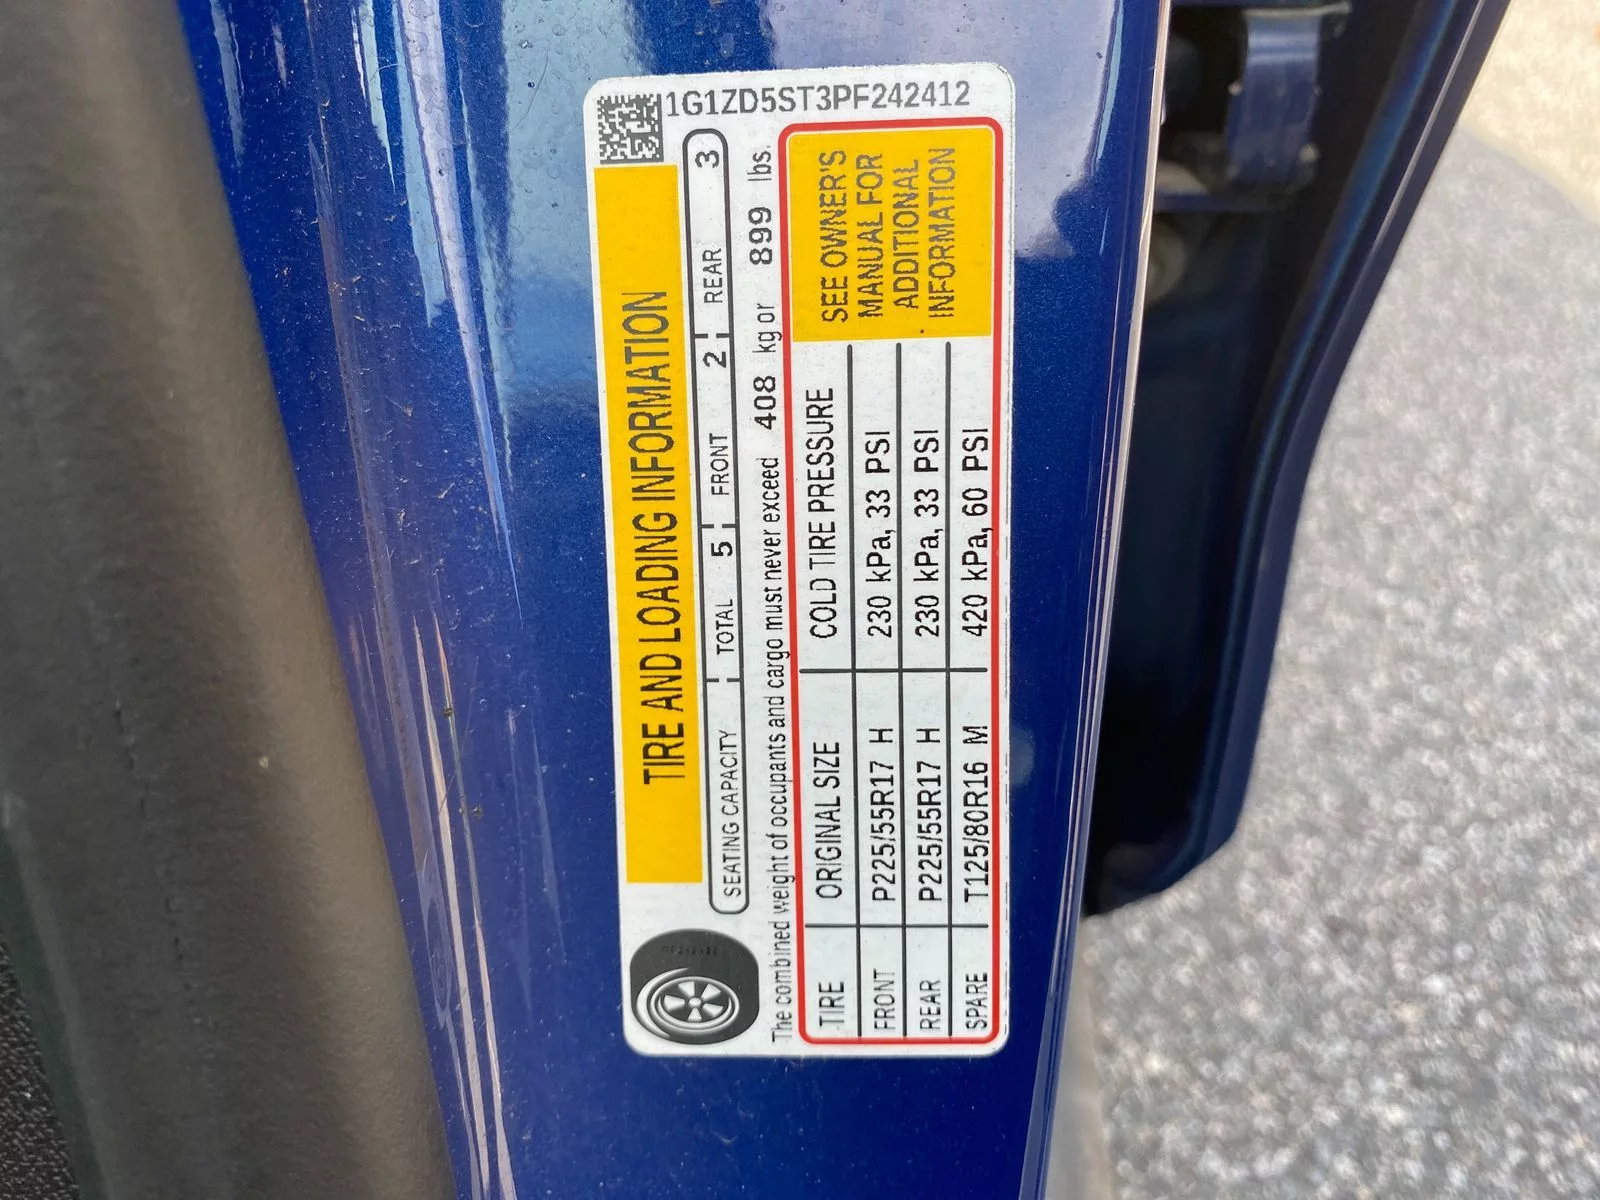 1G1ZD5ST3PF242412
TIRE AND LOADING INFORMATION
SEATING CAPACITY TOTAL 5 FRONT 2 REAR 3
The combined weight of occupants and cargo must never exceed 408 kg or 899 lbs.
TIRE ORIGINAL SIZE COLD TIRE PRESSURE
FRONT P225/55R17 H 230 kPa, 33 PSI
REAR P225/55R17 H 230 kPa, 33 PSI
SPARE T125/80R16 M 420 kPa, 60 PSI
SEE OWNER'S
MANUAL FOR
ADDITIONAL
INFORMATION